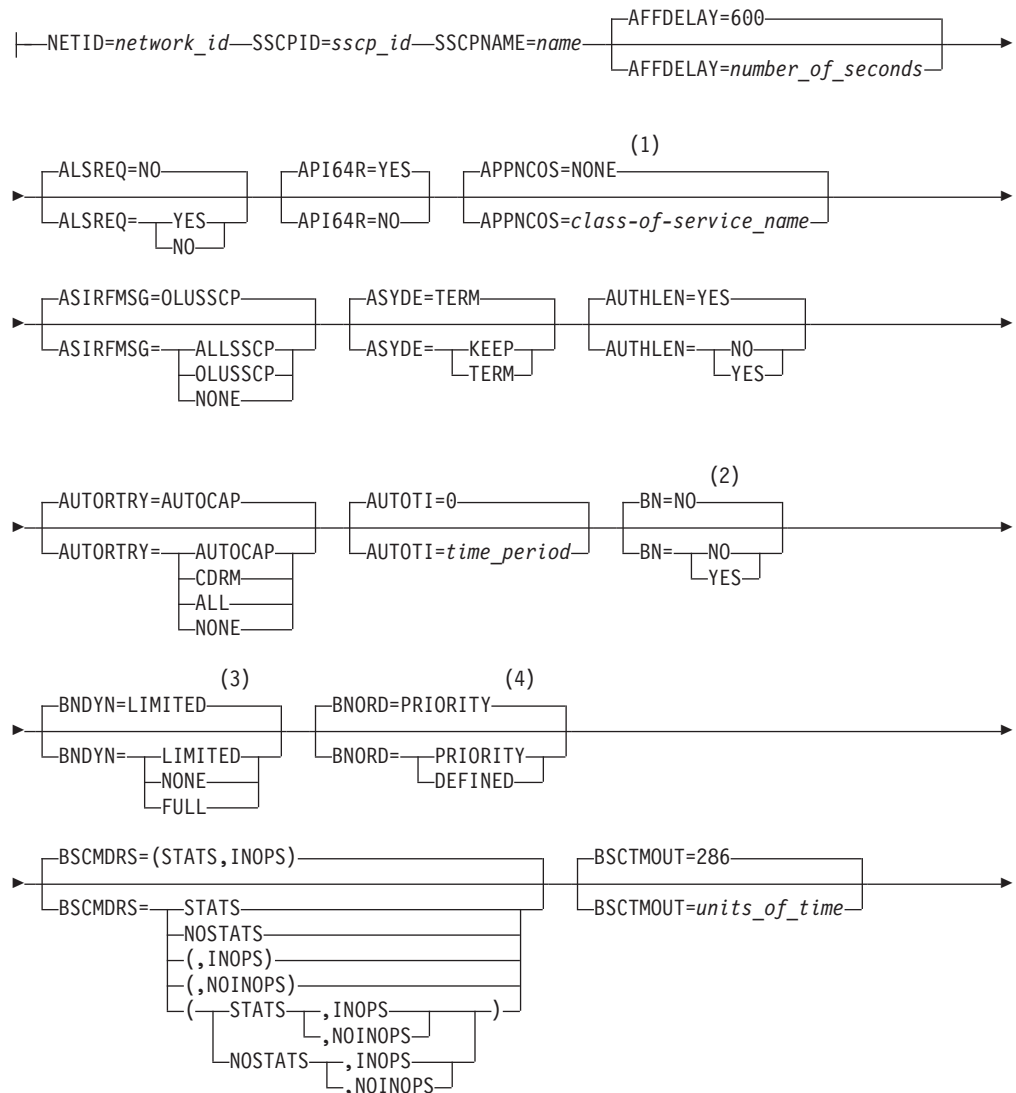 AFFDELAY=600
NETID=network_id SSCPID=sscp_id SSCPNAME=name
AFFDELAY=number_of_seconds
(1)
ALSREQ=NO API64R=YES APPNCOS=NONE
ALSREQ= YES API64R=NO APPNCOS=class-of-service_name
NO
ASIRFMSG=OLUSSCP ASYDE=TERM AUTHLEN=YES
ASIRFMSG= ALLSSCP ASYDE= KEEP AUTHLEN= NO
OLUSSCP TERM YES
NONE
(2)
AUTORTRY=AUTOCAP AUTOTI=0 BN=NO
AUTORTRY= AUTOCAP AUTOTI=time_period BN= NO
CDRM YES
ALL
NONE
(3) (4)
BNDYN=LIMITED BNORD=PRIORITY
BNDYN= LIMITED BNORD= PRIORITY
NONE DEFINED
FULL
BSCMDRS=(STATS,INOPS) BSCTMOUT=286
BSCMDRS= STATS BSCTMOUT=units_of_time
NOSTATS
(,INOPS)
(,NOINOPS)
( STATS ,INOPS )
,NOINOPS
NOSTATS ,INOPS
,NOINOPS